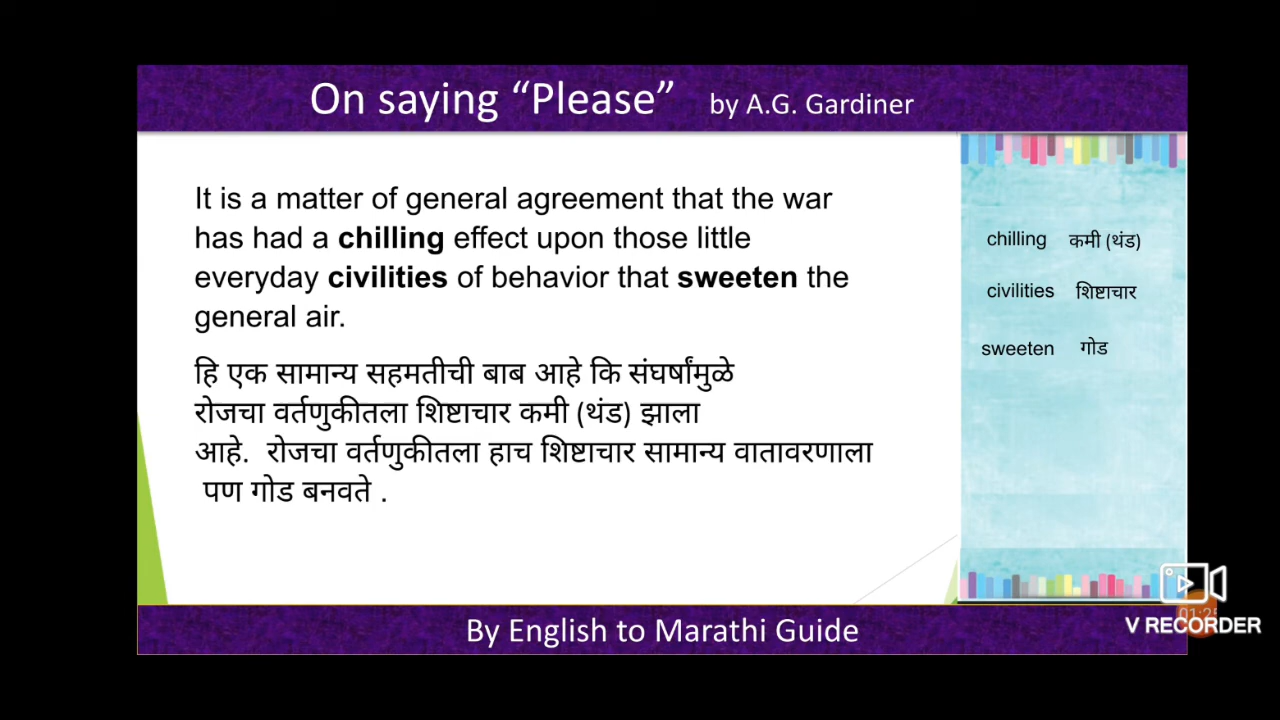 On saying “Please” by A.G. Gardiner
It is a matter of general agreement that the war
has had a chilling effect upon those little
everyday civilities of behavior that sweeten the
general air.
हि एक सामान्य सहमतीची बाब आहे कि संघर्षांमुळे
रोजचा वर्तणुकीतला शिष्टाचार कमी (थंड) झाला
आहे. रोजचा वर्तणुकीतला हाच शिष्टाचार सामान्य वातावरणाला
पण गोड बनवते .
chilling कमी (थंड)
civilities शिष्टाचार
sweeten गोड
By English to Marathi Guide
01:25
V RECORDER